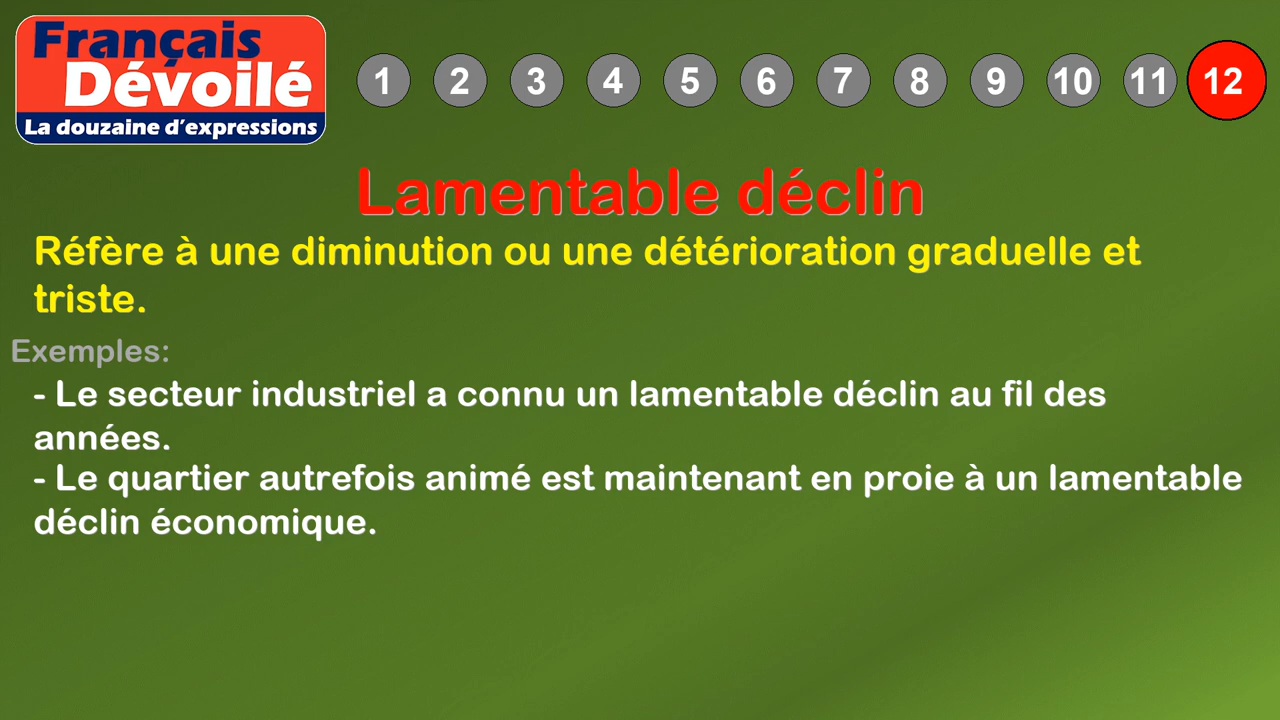 Français
Dévoilé
La douzaine d'expressions
1 2 3 4 5 6 7 8 9 10 11 12
Lamentable déclin
Réfère à une diminution ou une détérioration graduelle et
triste.
Exemples:
- Le secteur industriel a connu un lamentable déclin au fil des
années.
- Le quartier autrefois animé est maintenant en proie à un lamentable
déclin économique.